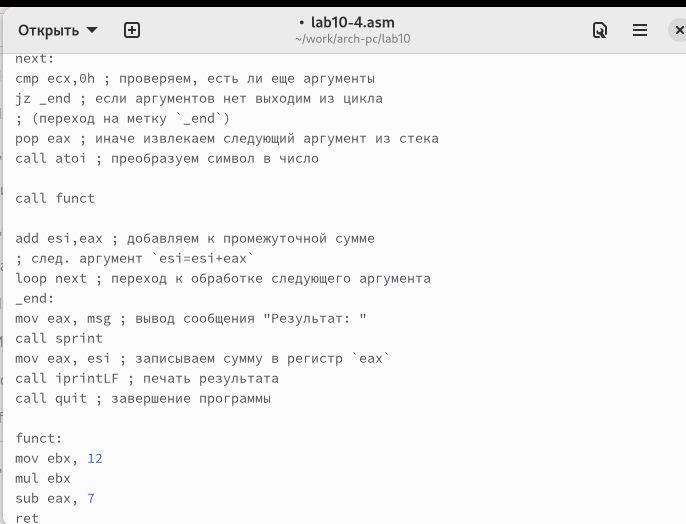 Открыть
• lab10-4.asm
~/work/arch-pc/lab10
next:
cmp ecx,0h ; проверяем, есть ли еще аргументы
jz _end ; если аргументов нет выходим из цикла
; (переход на метку `_end`)
pop eax ; иначе извлекаем следующий аргумент из стека
call atoi ; преобразуем символ в число
call funct
add esi,eax ; добавляем к промежуточной сумме
; след. аргумент `esi=esi+eax`
loop next ; переход к обработке следующего аргумента
_end:
mov eax, msg ; вывод сообщения "Результат: "
call sprint
mov eax, esi ; записываем сумму в регистр `eax`
call iprintLF ; печать результата
call quit ; завершение программы
funct:
mov ebx, 12
mul ebx
sub eax, 7
ret